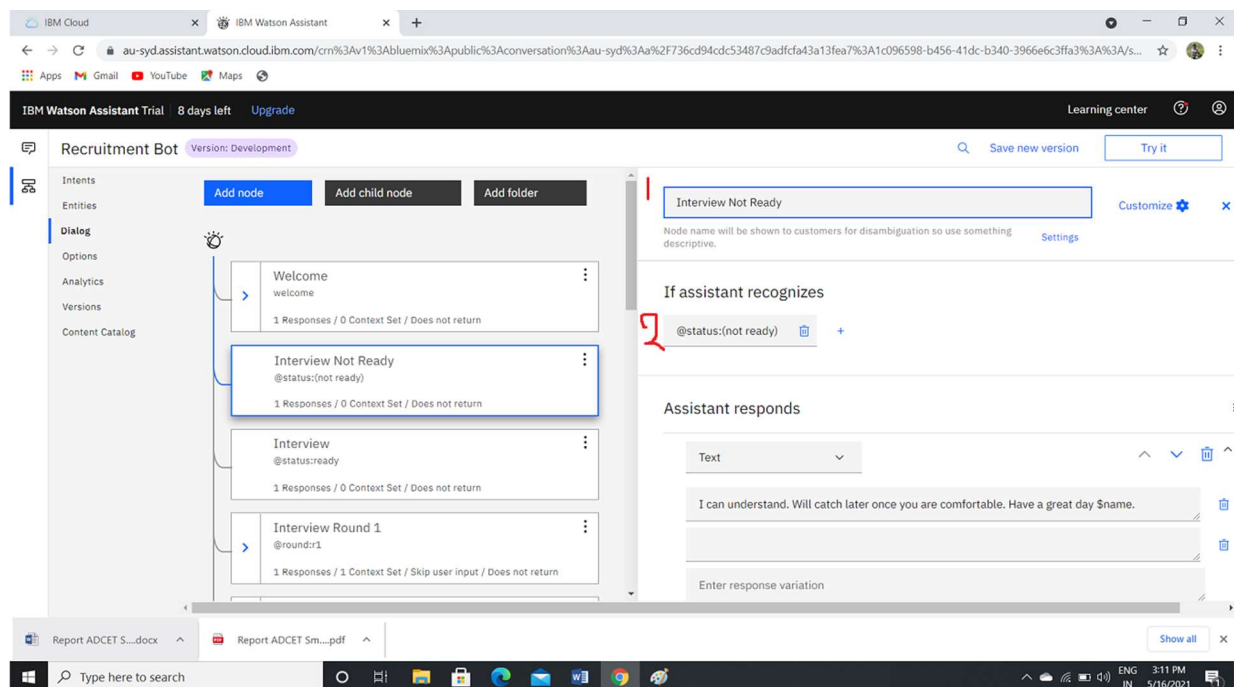 IBM Cloud
IBM Watson Assistant
au-syd.assistant.watson.cloud.ibm.com/crn%3Av1%3Abluemix%3Apublic%3Aconversation%3Aau-syd%3Aa%2F736cd94cdc53487c9adfcfa43a13fea7%3A1c096598-b456-41dc-b340-3966e6c3ffa3%3A%3A/s...
Apps Gmail YouTube Maps
IBM Watson Assistant Trial 8 days left Upgrade Learning center
Recruitment Bot Version: Development Save new version Try it
Intents
Entities
Dialog
Options
Analytics
Versions
Content Catalog
Add node Add child node Add folder
Welcome
welcome
1 Responses / 0 Context Set / Does not return
Interview Not Ready
@status:(not ready)
1 Responses / 0 Context Set / Does not return
Interview
@status:ready
1 Responses / 0 Context Set / Does not return
Interview Round 1
@round:r1
1 Responses / 1 Context Set / Skip user input / Does not return
1
Interview Not Ready
Customize
Node name will be shown to customers for disambiguation so use something
descriptive.
Settings
If assistant recognizes
2
@status:(not ready)
Assistant responds
Text
I can understand. Will catch later once you are comfortable. Have a great day $name.
Enter response variation
Report ADCET S....docx Report ADCET Sm....pdf Show all
Type here to search
ENG 3:11 PM
IN 5/16/2021